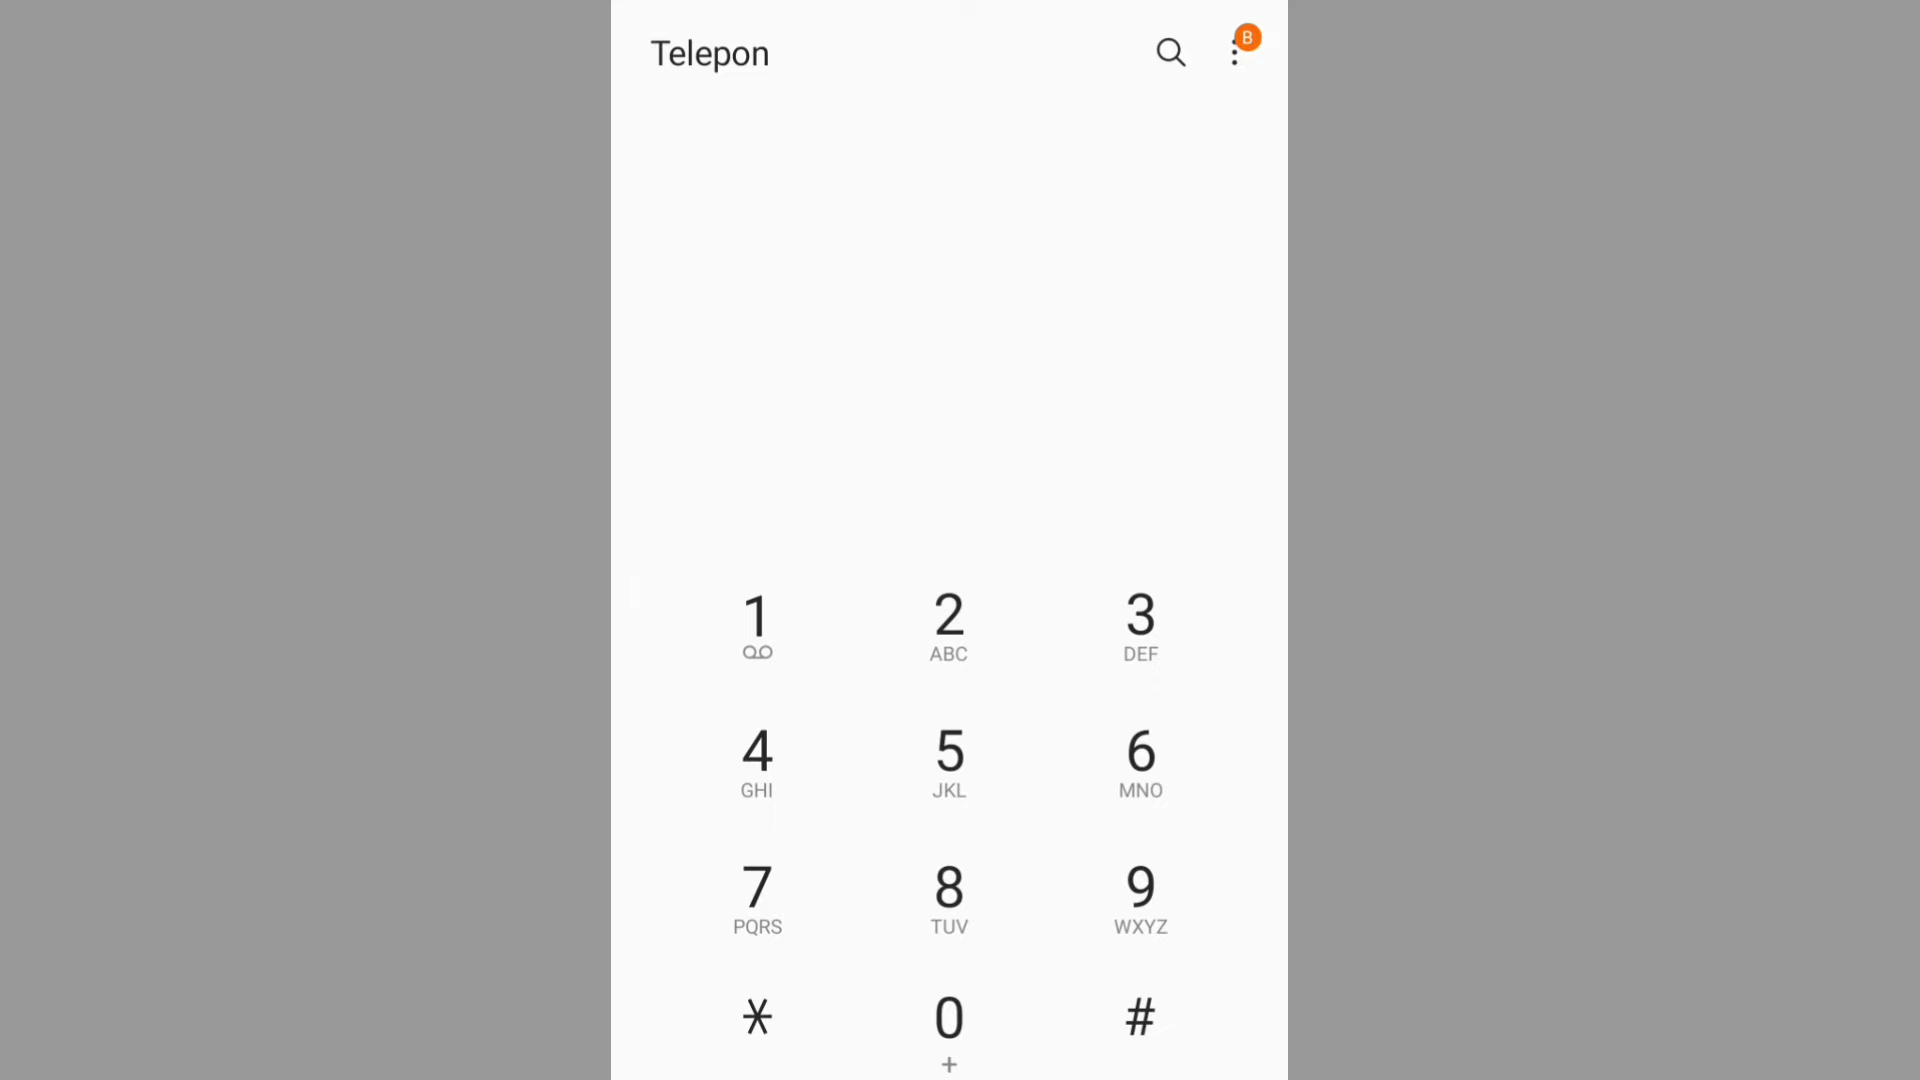 Telepon
B
1 2 3
ABC DEF
4 5 6
GHI JKL MNO
7 8 9
PQRS TUV WXYZ
* 0 #
+